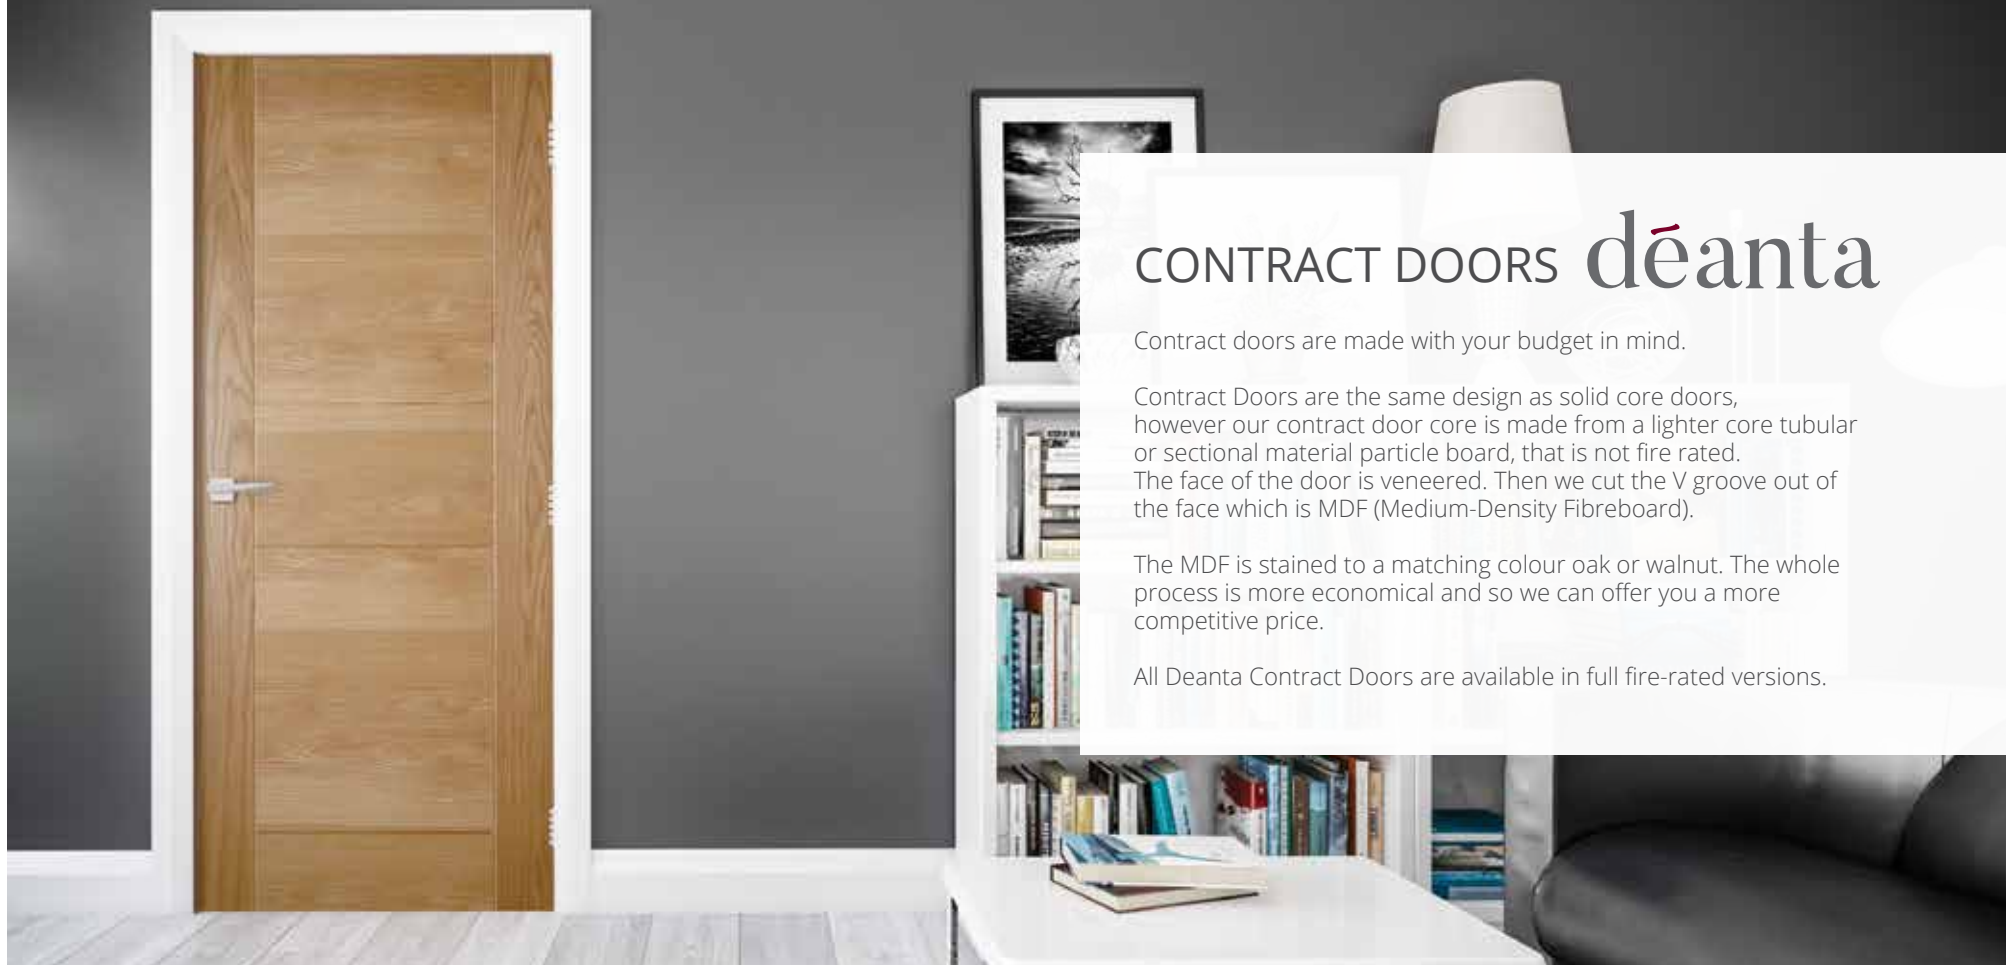 CONTRACT DOORS dēanta
Contract doors are made with your budget in mind.
Contract Doors are the same design as solid core doors,
however our contract door core is made from a lighter core tubular
or sectional material particle board, that is not fire rated.
The face of the door is veneered. Then we cut the V groove out of
the face which is MDF (Medium-Density Fibreboard).
The MDF is stained to a matching colour oak or walnut. The whole
process is more economical and so we can offer you a more
competitive price.
All Deanta Contract Doors are available in full fire-rated versions.